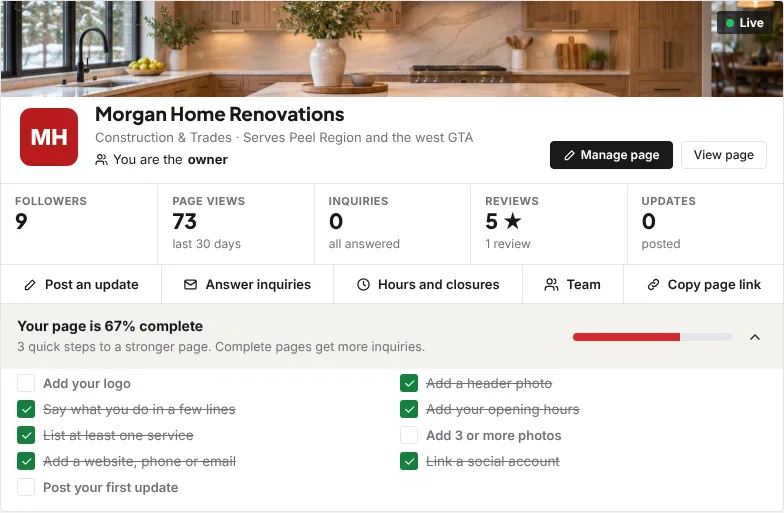 Live
MH
Morgan Home Renovations
Construction & Trades · Serves Peel Region and the west GTA
You are the owner
Manage page
View page
FOLLOWERS
9
PAGE VIEWS
73
last 30 days
INQUIRIES
0
all answered
REVIEWS
5 ★
1 review
UPDATES
0
posted
Post an update
Answer inquiries
Hours and closures
Team
Copy page link
Your page is 67% complete
3 quick steps to a stronger page. Complete pages get more inquiries.
Add your logo
Say what you do in a few lines
List at least one service
Add a website, phone or email
Post your first update
Add a header photo
Add your opening hours
Add 3 or more photos
Link a social account